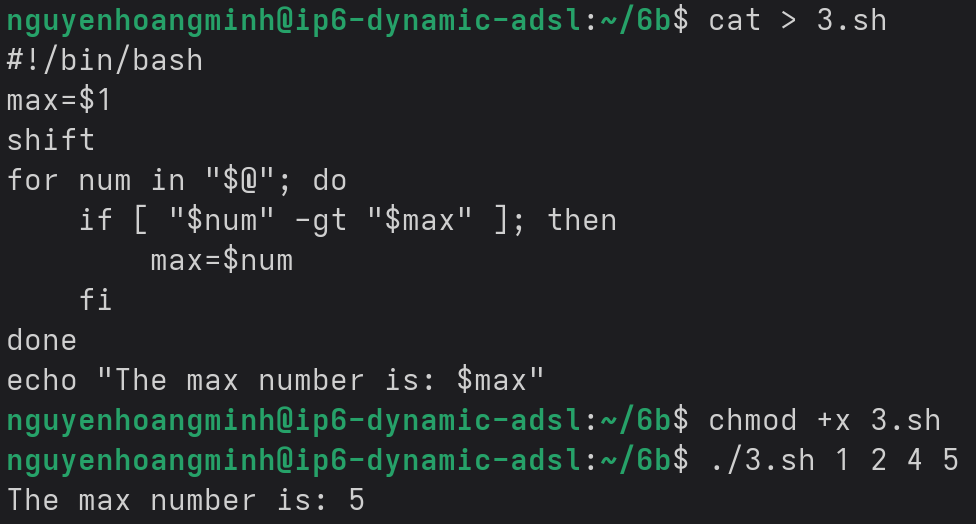 nguyenhoangminh@ip6-dynamic-adsl:~/6b$ cat > 3.sh
#!/bin/bash
max=$1
shift
for num in "$@"; do
    if [ "$num" -gt "$max" ]; then
        max=$num
    fi
done
echo "The max number is: $max"
nguyenhoangminh@ip6-dynamic-adsl:~/6b$ chmod +x 3.sh
nguyenhoangminh@ip6-dynamic-adsl:~/6b$ ./3.sh 1 2 4 5
The max number is: 5